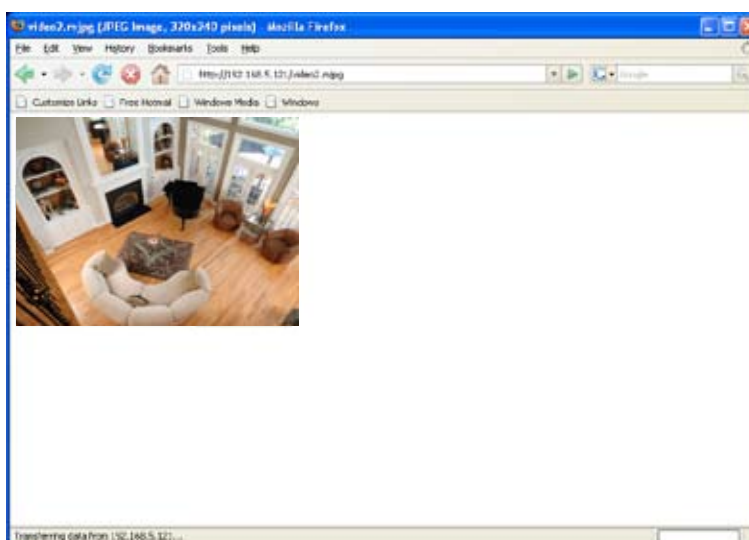 video2.mjpg (JPEG Image, 320x240 pixels) - Mozilla Firefox
File Edit View History Bookmarks Tools Help
http://192.168.5.121/video2.mjpg
Google
Customize Links Free Hotmail Windows Media Windows
Transferring data from 192.168.5.121...